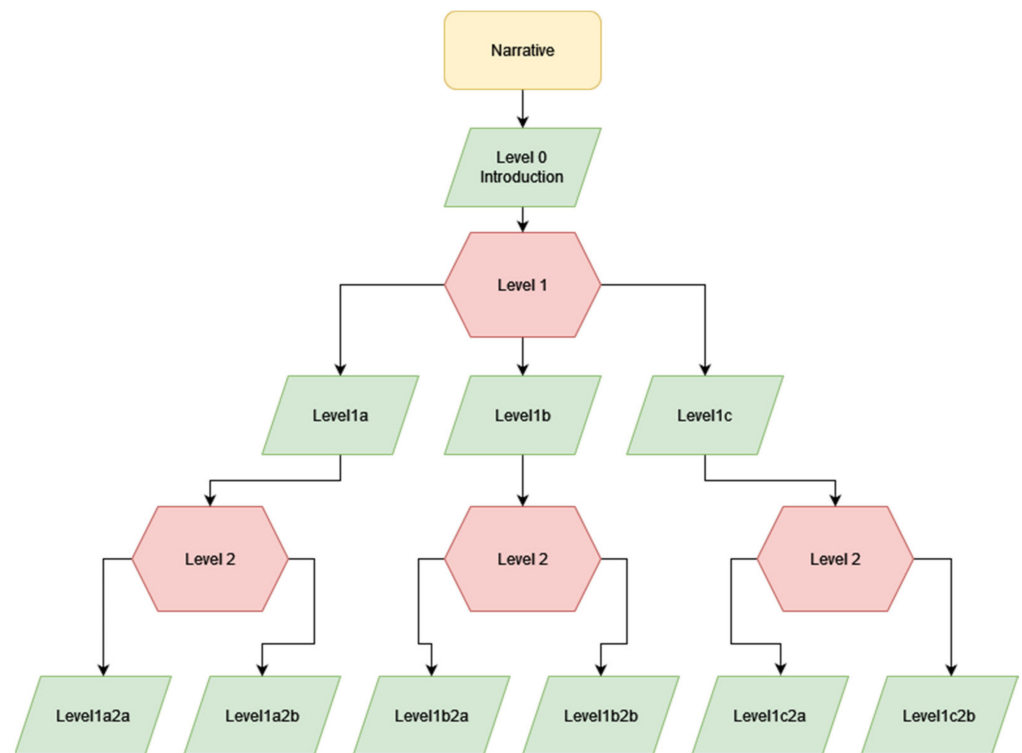 Narrative
Level 0
Introduction
Level 1
Level1a
Level1b
Level1c
Level 2
Level 2
Level 2
Level1a2a
Level1a2b
Level1b2a
Level1b2b
Level1c2a
Level1c2b